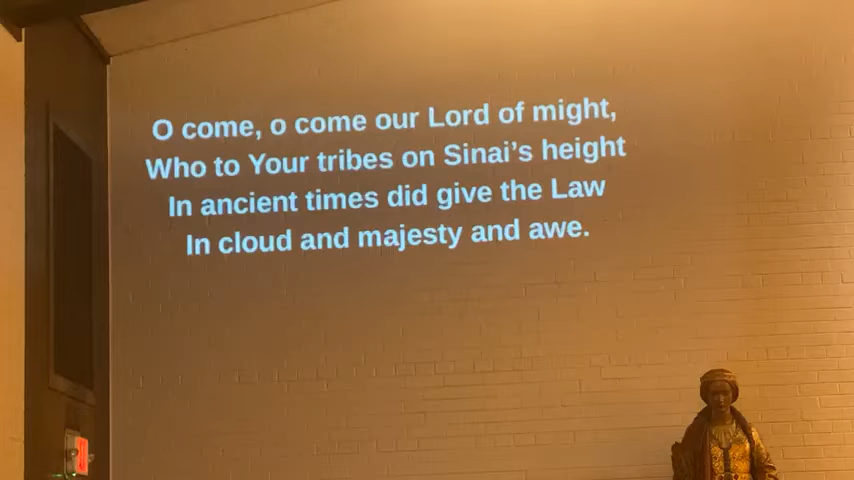 O come, o come our Lord of might,
Who to Your tribes on Sinai’s height
In ancient times did give the Law
In cloud and majesty and awe.